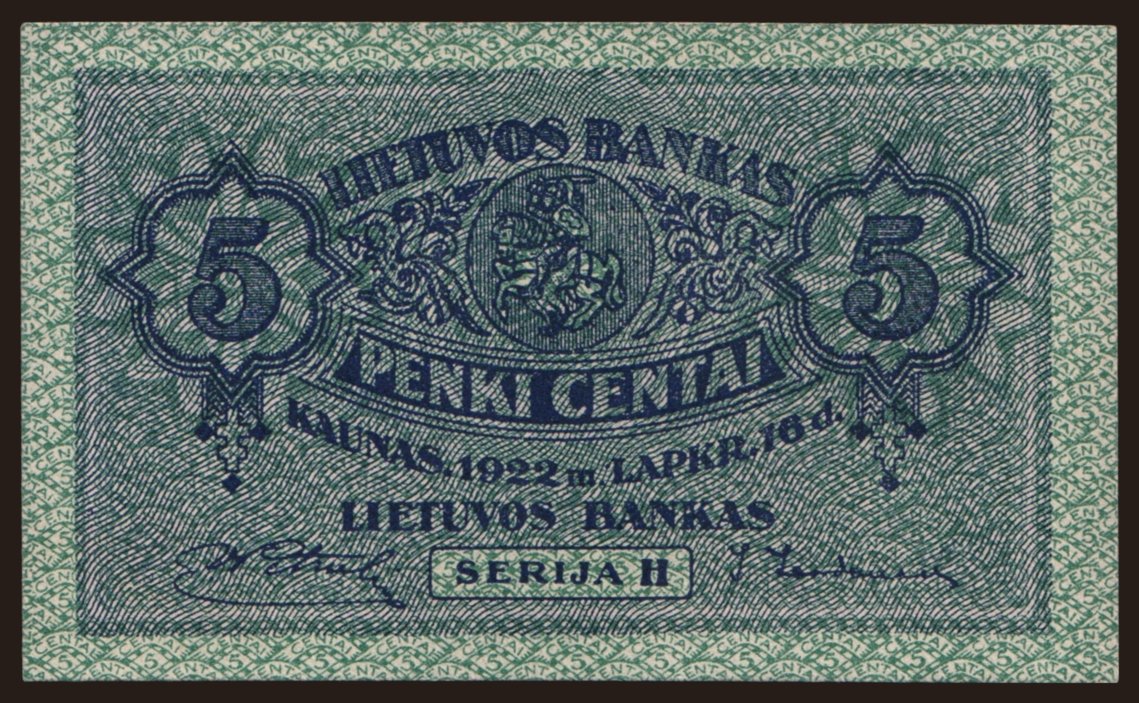 LIETUVOS BANKAS
5 5
PENKI CENTAI
KAUNAS, 1922 m. LAPKR. 16 d.
LIETUVOS BANKAS
SERIJA H